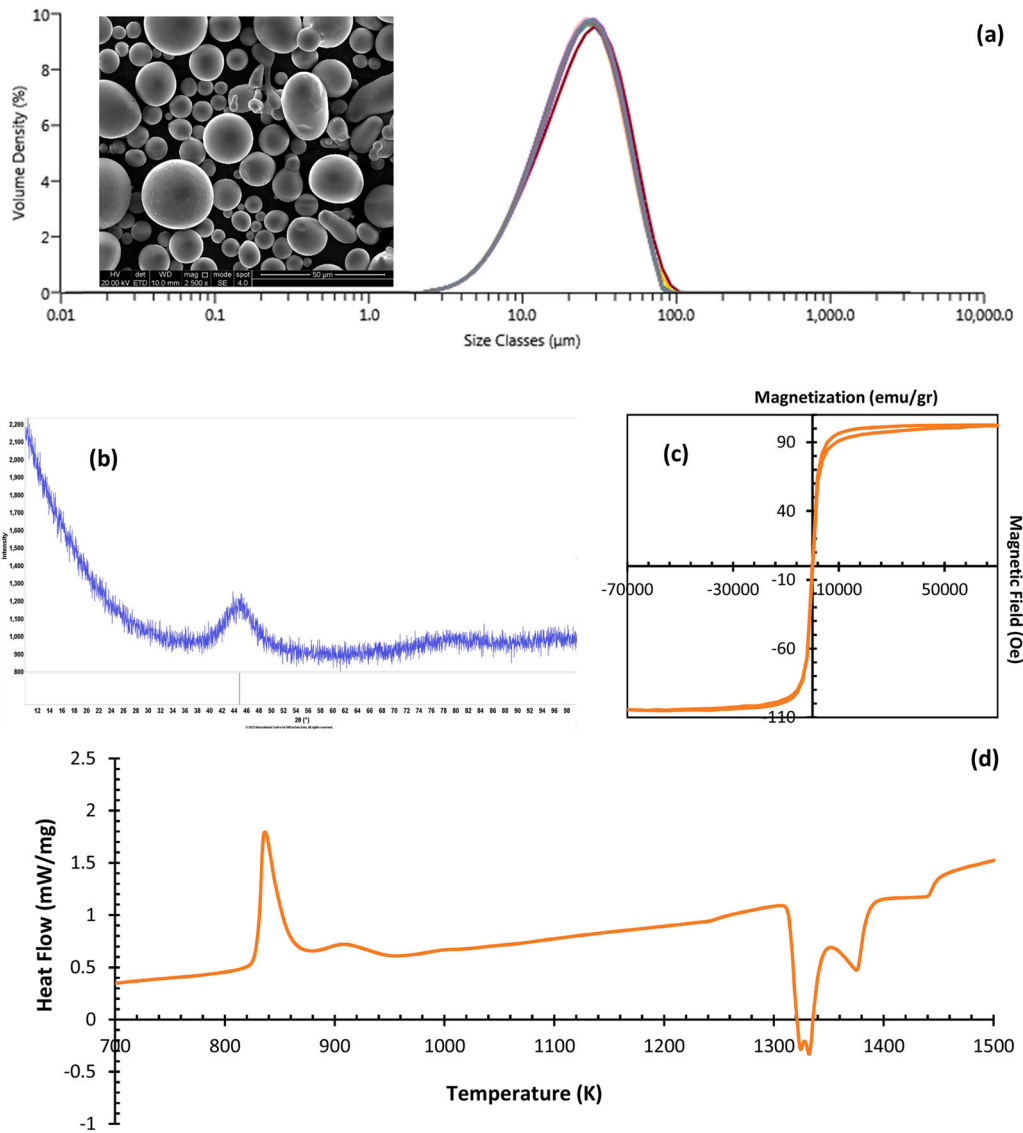 (a)
10
8
6
4
2
0
Volume Density (%)
HV det WD mag mode spot
20.00 kV ETD 10.0 mm 2 500 x SE 4.0
50 µm
0.01 0.1 1.0 10.0 100.0 1,000.0 10,000.0
Size Classes (µm)
(b)
2,200
2,100
2,000
1,900
1,800
1,700
1,600
1,500
1,400
1,300
1,200
1,100
1,000
900
800
Intensity
12 14 16 18 20 22 24 26 28 30 32 34 36 38 40 42 44 46 48 50 52 54 56 58 60 62 64 66 68 70 72 74 76 78 80 82 84 86 88 90 92 94 96 98
2θ (°)
Magnetization (emu/gr)
(c)
90
40
-10
-60
-110
-70000 -30000 10000 50000
Magnetic Field (Oe)
(d)
2.5
2
1.5
1
0.5
0
-0.5
-1
Heat Flow (mW/mg)
700 800 900 1000 1100 1200 1300 1400 1500
Temperature (K)